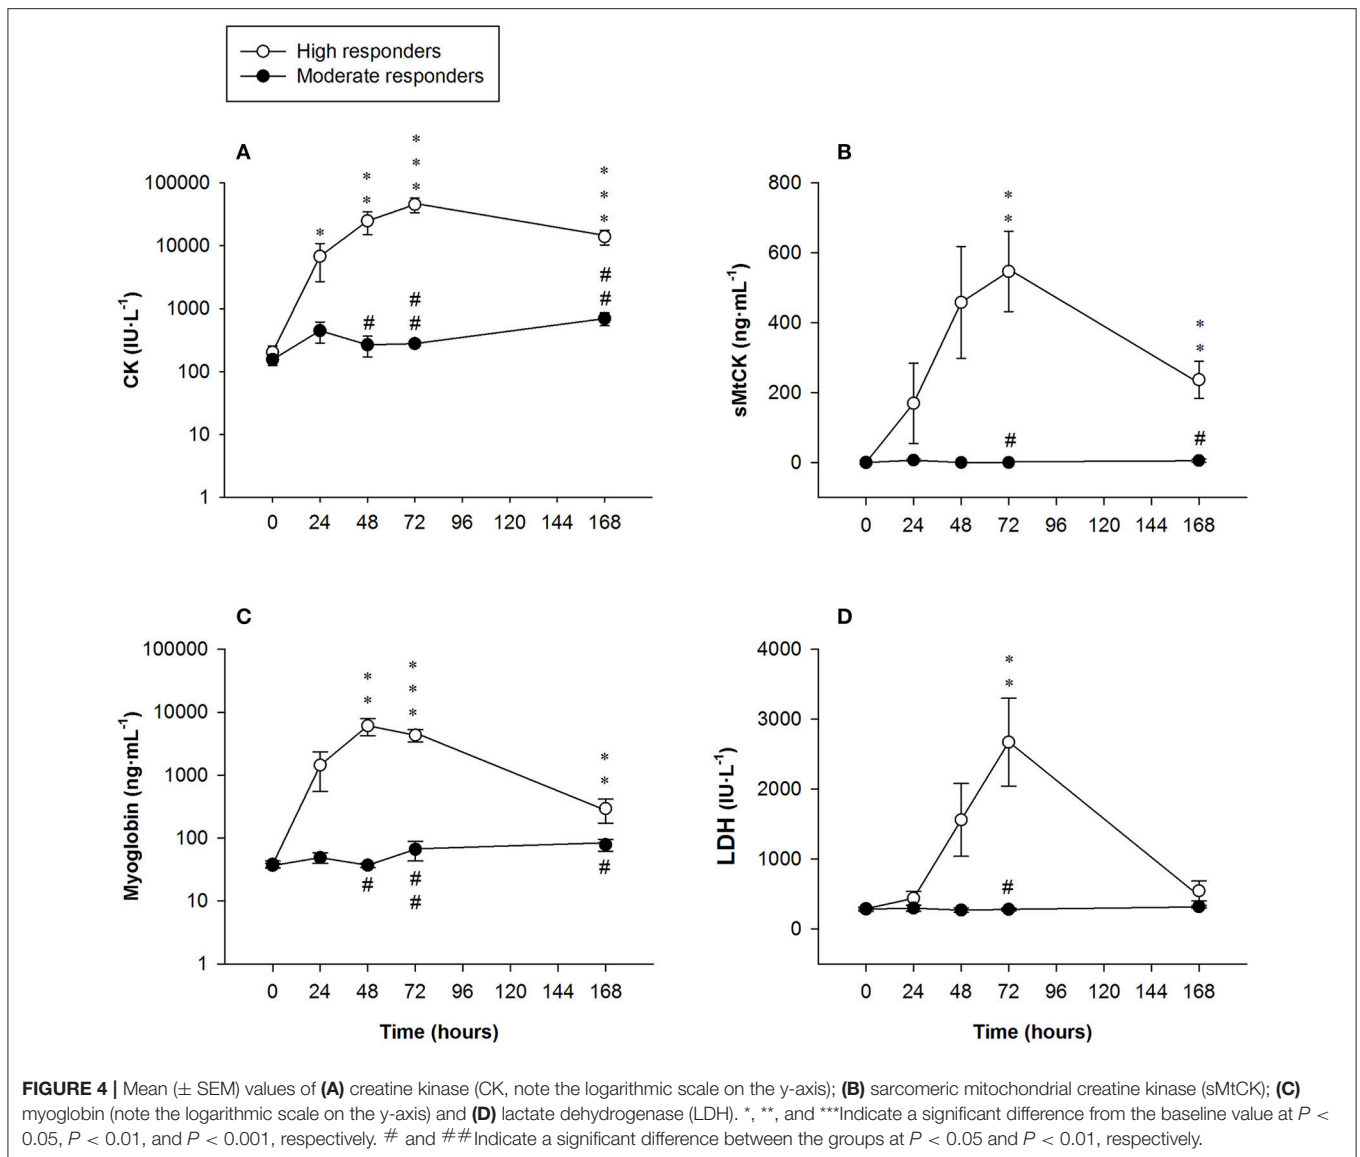 High responders
Moderate responders
A
100000
10000
1000
100
10
1
CK (IU·L⁻¹)
* * * * * * * * *
# # # # #
0 24 48 72 96 120 144 168
B
800
600
400
200
0
sMtCK (ng·mL⁻¹)
* * * *
# #
0 24 48 72 96 120 144 168
C
100000
10000
1000
100
10
1
Myoglobin (ng·mL⁻¹)
* * * * * * *
# # # #
0 24 48 72 96 120 144 168
Time (hours)
D
4000
3000
2000
1000
0
LDH (IU·L⁻¹)
* *
#
0 24 48 72 96 120 144 168
Time (hours)
FIGURE 4 | Mean (± SEM) values of (A) creatine kinase (CK, note the logarithmic scale on the y-axis); (B) sarcomeric mitochondrial creatine kinase (sMtCK); (C)
myoglobin (note the logarithmic scale on the y-axis) and (D) lactate dehydrogenase (LDH). *, **, and ***Indicate a significant difference from the baseline value at P <
0.05, P < 0.01, and P < 0.001, respectively. # and ##Indicate a significant difference between the groups at P < 0.05 and P < 0.01, respectively.